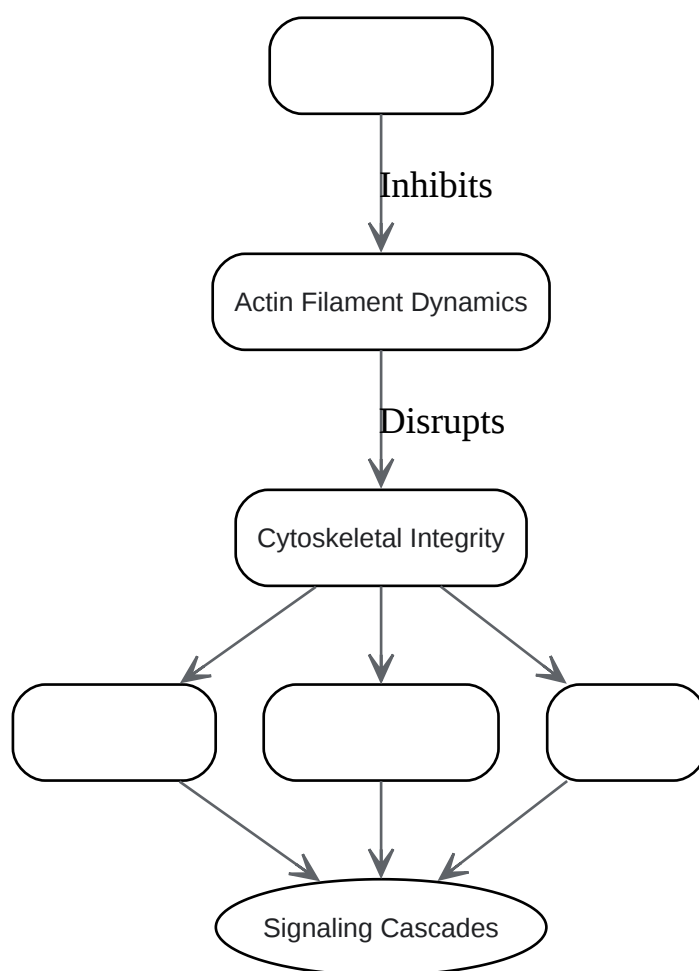 Inhibits
Actin Filament Dynamics
Disrupts
Cytoskeletal Integrity
Signaling Cascades